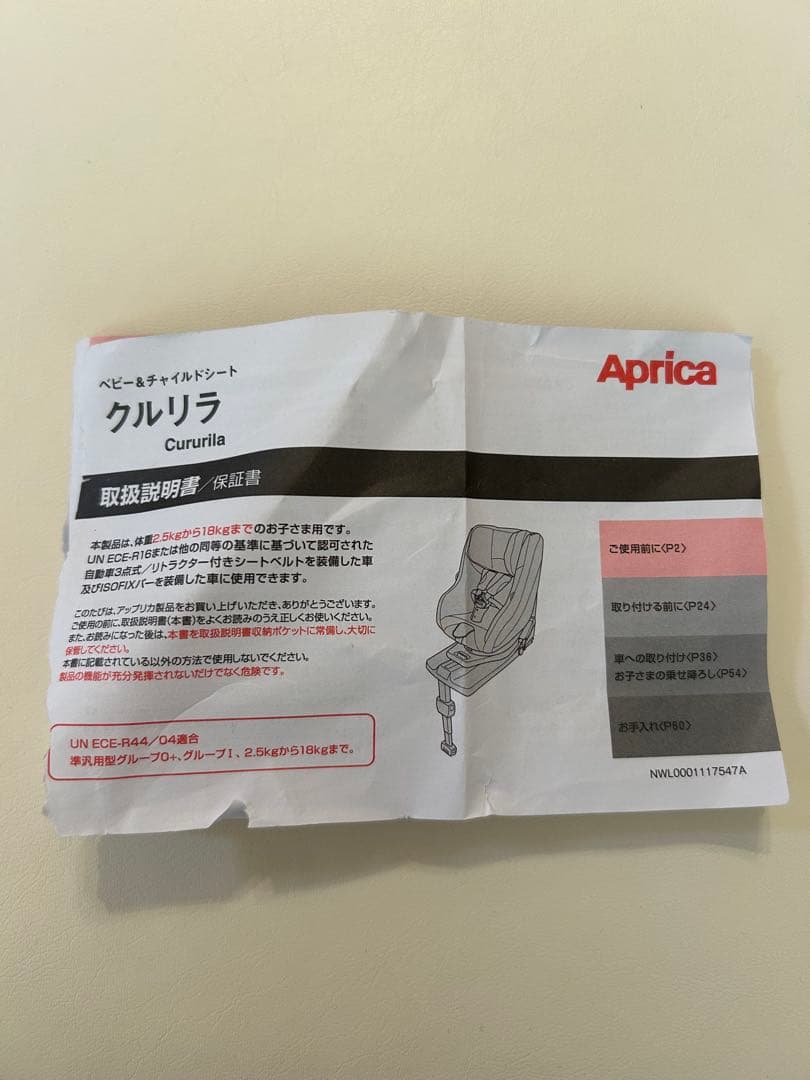 ベビー&チャイルドシート
クルリラ
Cururila
Aprica
取扱説明書/保証書
本製品は、体重2.5kgから18kgまでのお子さま用です。
UN ECE-R16または他の同等の基準に基づいて認可された
自動車3点式/リトラクター付きシートベルトを装備した車
及びISOFIXバーを装備した車に使用できます。
このたびは、アップリカ製品をお買い上げいただき、ありがとうございます。
ご使用の前に、取扱説明書(本書)をよくお読みのうえ正しくお使いください。
また、お読みになった後は、本書を取扱説明書収納ポケットに常備し、大切に
保管してください。
本書に記載されている以外の方法で使用しないでください。
製品の機能が充分発揮されないだけでなく危険です。
UN ECE-R44/04適合
準汎用型グループ0+、グループⅠ、2.5kgから18kgまで。
ご使用前に〈P2〉
取り付ける前に〈P24〉
車への取り付け〈P36〉
お子さまの乗せ降ろし〈P54〉
お手入れ〈P60〉
NWL0001117547A